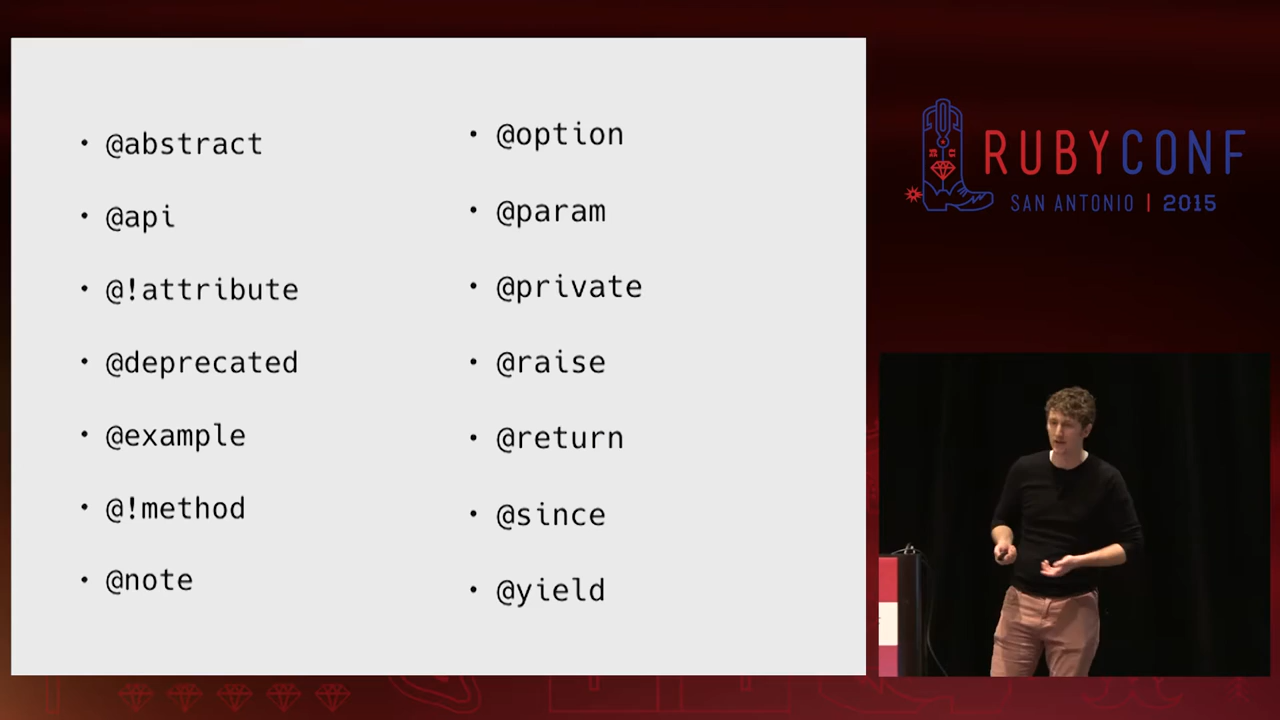 • @abstract
• @api
• @!attribute
• @deprecated
• @example
• @!method
• @note
• @option
• @param
• @private
• @raise
• @return
• @since
• @yield
RUBYCONF
SAN ANTONIO | 2015